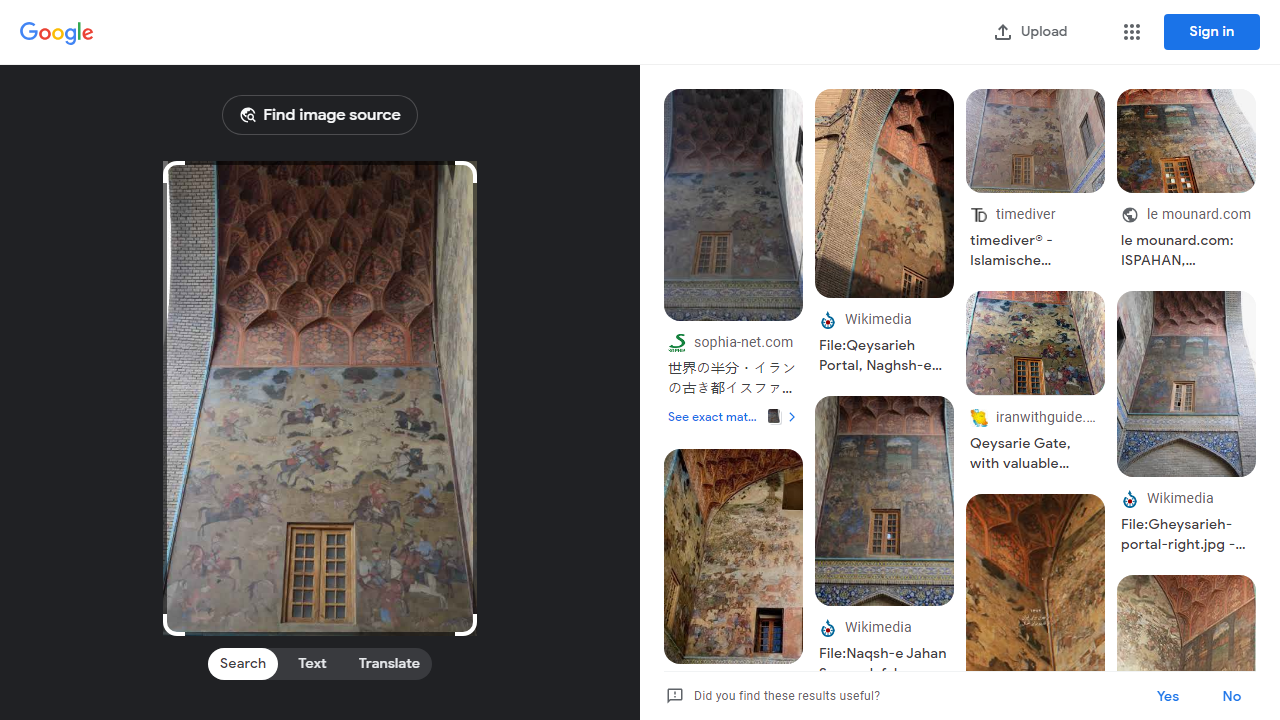 Google
Upload
Sign in
Find image source
Search
Text
Translate
sophia-net.com
世界の半分・イラン
の古き都イスファ...
See exact mat...
Wikimedia
File:Qeysarieh
Portal, Naghsh-e...
Wikimedia
File:Naqsh-e Jahan
timediver
timediver® -
Islamische...
iranwithguide....
Qeysarie Gate,
with valuable...
le mounard.com
le mounard.com:
ISPAHAN,...
Wikimedia
File:Gheysarieh-
portal-right.jpg -...
Did you find these results useful?
Yes
No